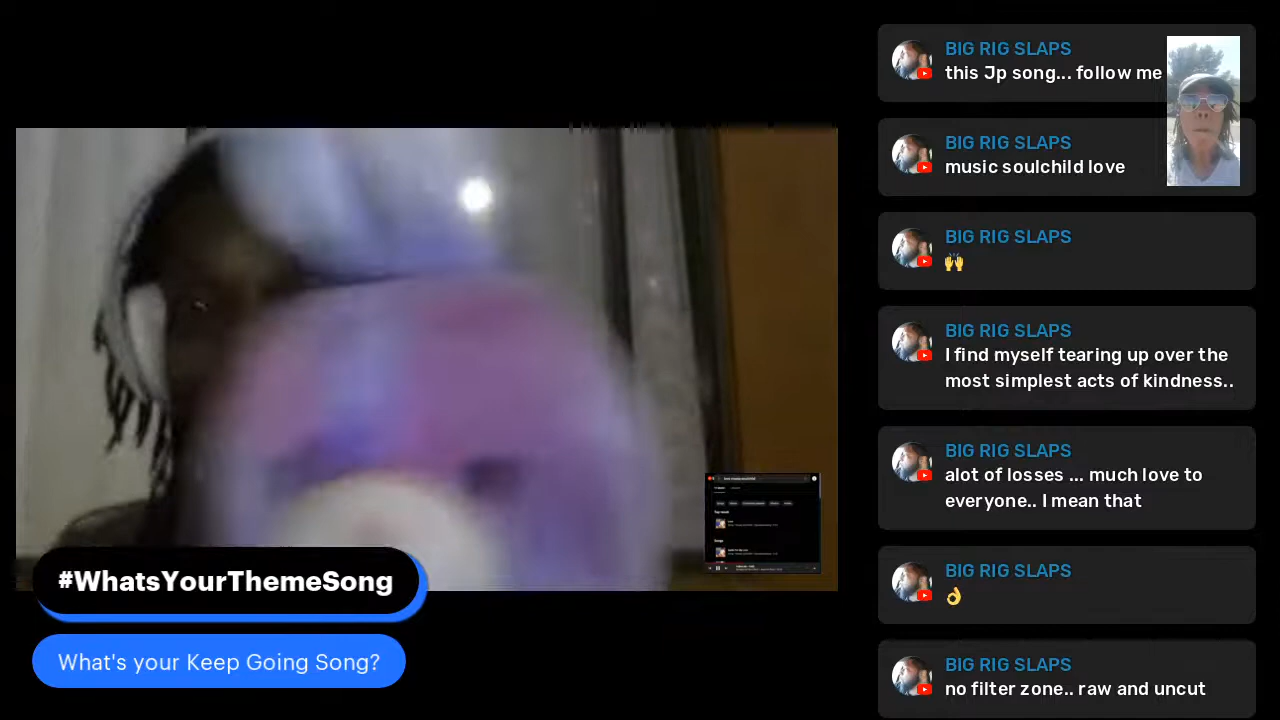 BIG RIG SLAPS
this Jp song... follow me
BIG RIG SLAPS
music soulchild love
BIG RIG SLAPS
🙌
BIG RIG SLAPS
I find myself tearing up over the
most simplest acts of kindness..
BIG RIG SLAPS
alot of losses ... much love to
everyone.. I mean that
BIG RIG SLAPS
👌
BIG RIG SLAPS
no filter zone.. raw and uncut
#WhatsYourThemeSong
What's your Keep Going Song?